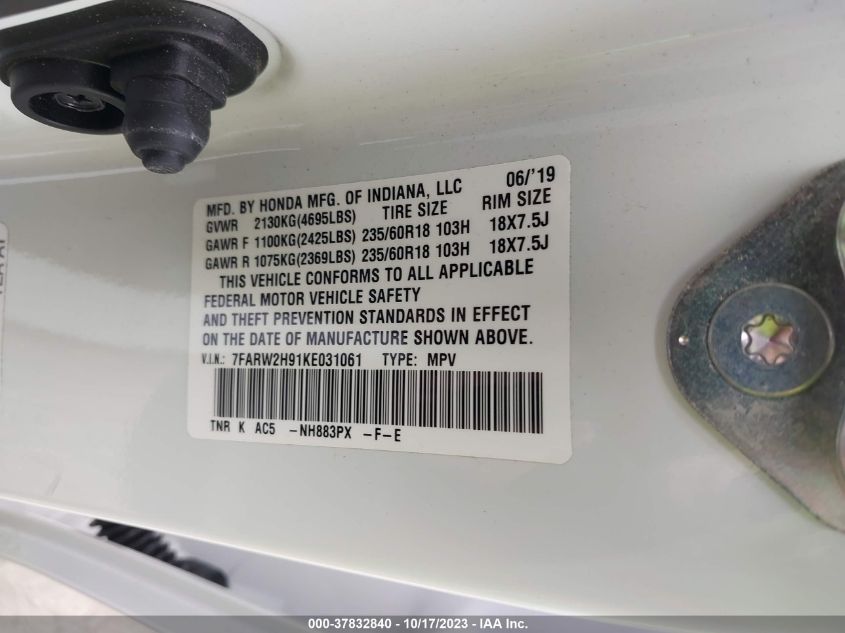 MFD. BY HONDA MFG. OF INDIANA, LLC 06/'19
GVWR 2130KG(4695LBS) TIRE SIZE RIM SIZE
GAWR F 1100KG(2425LBS) 235/60R18 103H 18X7.5J
GAWR R 1075KG(2369LBS) 235/60R18 103H 18X7.5J
THIS VEHICLE CONFORMS TO ALL APPLICABLE
FEDERAL MOTOR VEHICLE SAFETY
AND THEFT PREVENTION STANDARDS IN EFFECT
ON THE DATE OF MANUFACTURE SHOWN ABOVE.
V.I.N.: 7FARW2H91KE031061 TYPE: MPV
TNR K AC5 -NH883PX -F-E
000-37832840 - 10/17/2023 - IAA Inc.